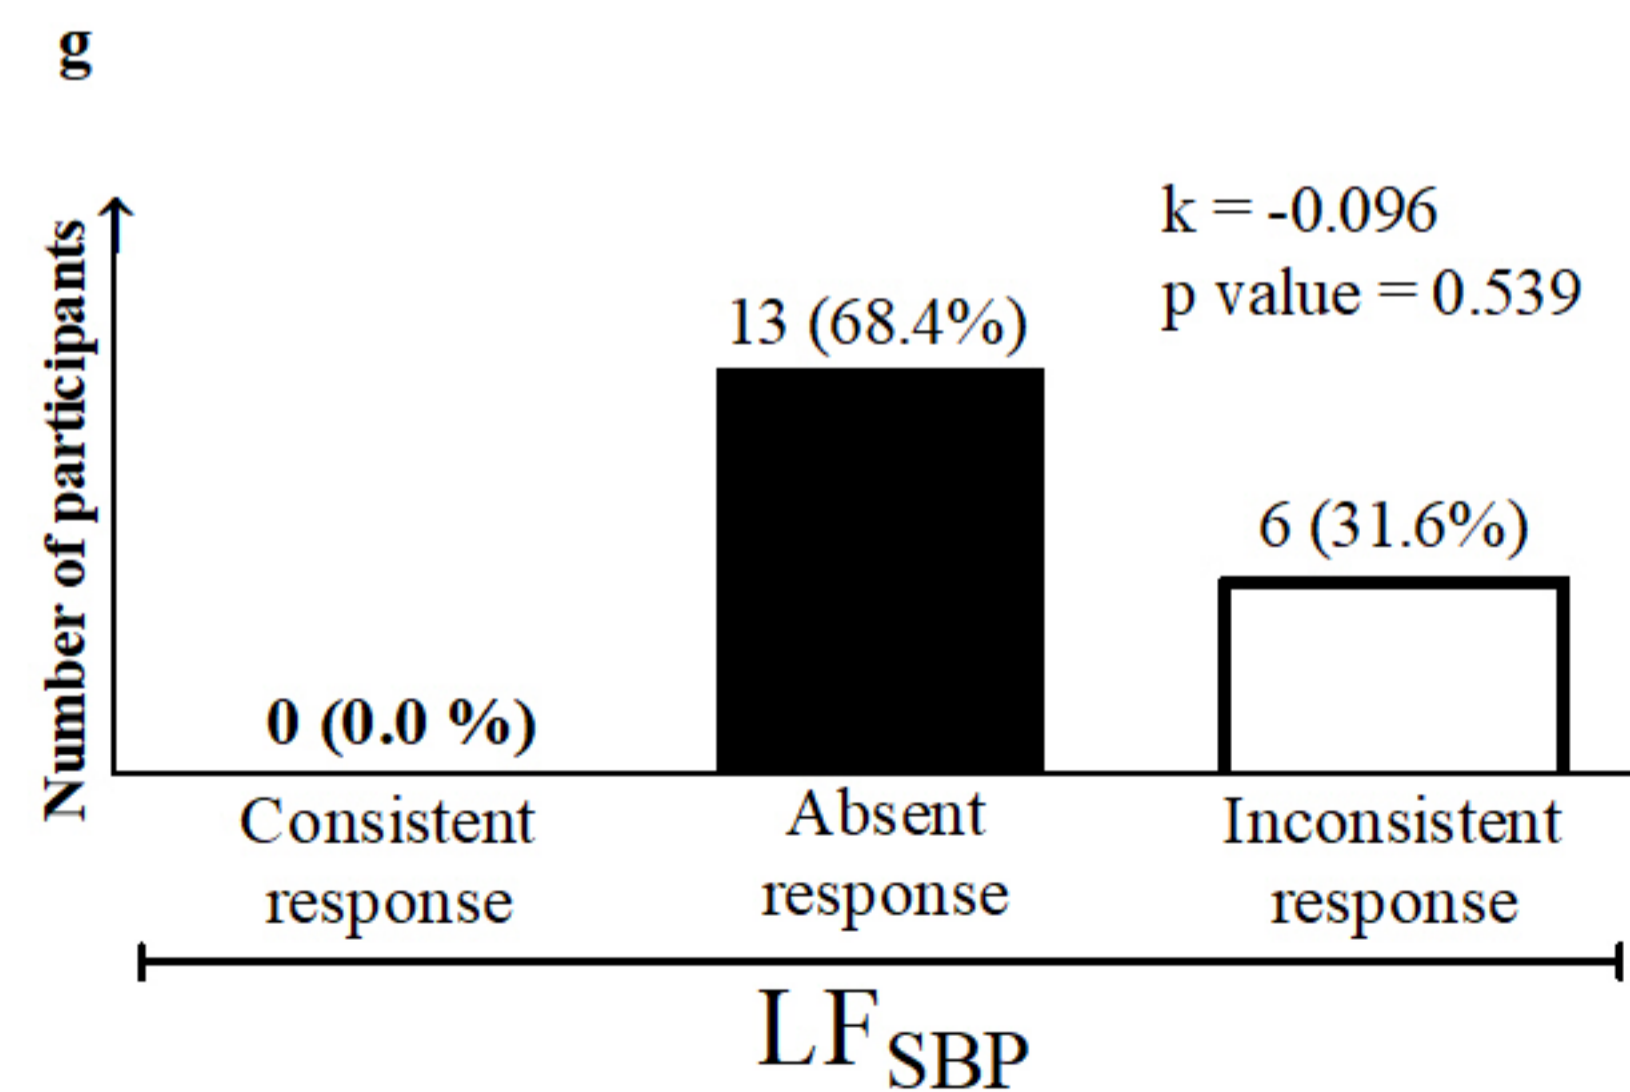 g
Number of participants
k = -0.096
p value = 0.539
13 (68.4%)
6 (31.6%)
0 (0.0 %)
Consistent
response
Absent
response
Inconsistent
response
LFSBP